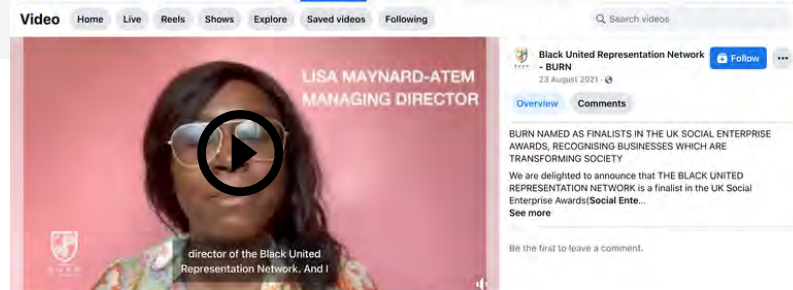 Video Home Live Reels Shows Explore Saved videos Following Search videos
LISA MAYNARD-ATEM
MANAGING DIRECTOR
director of the Black United
Representation Network. And I
Black United Representation Network
- BURN
Follow
23 August 2021 ·
Overview Comments
BURN NAMED AS FINALISTS IN THE UK SOCIAL ENTERPRISE
AWARDS, RECOGNISING BUSINESSES WHICH ARE
TRANSFORMING SOCIETY
We are delighted to announce that THE BLACK UNITED
REPRESENTATION NETWORK is a finalist in the UK Social
Enterprise Awards(Social Ente...
See more
Be the first to leave a comment.